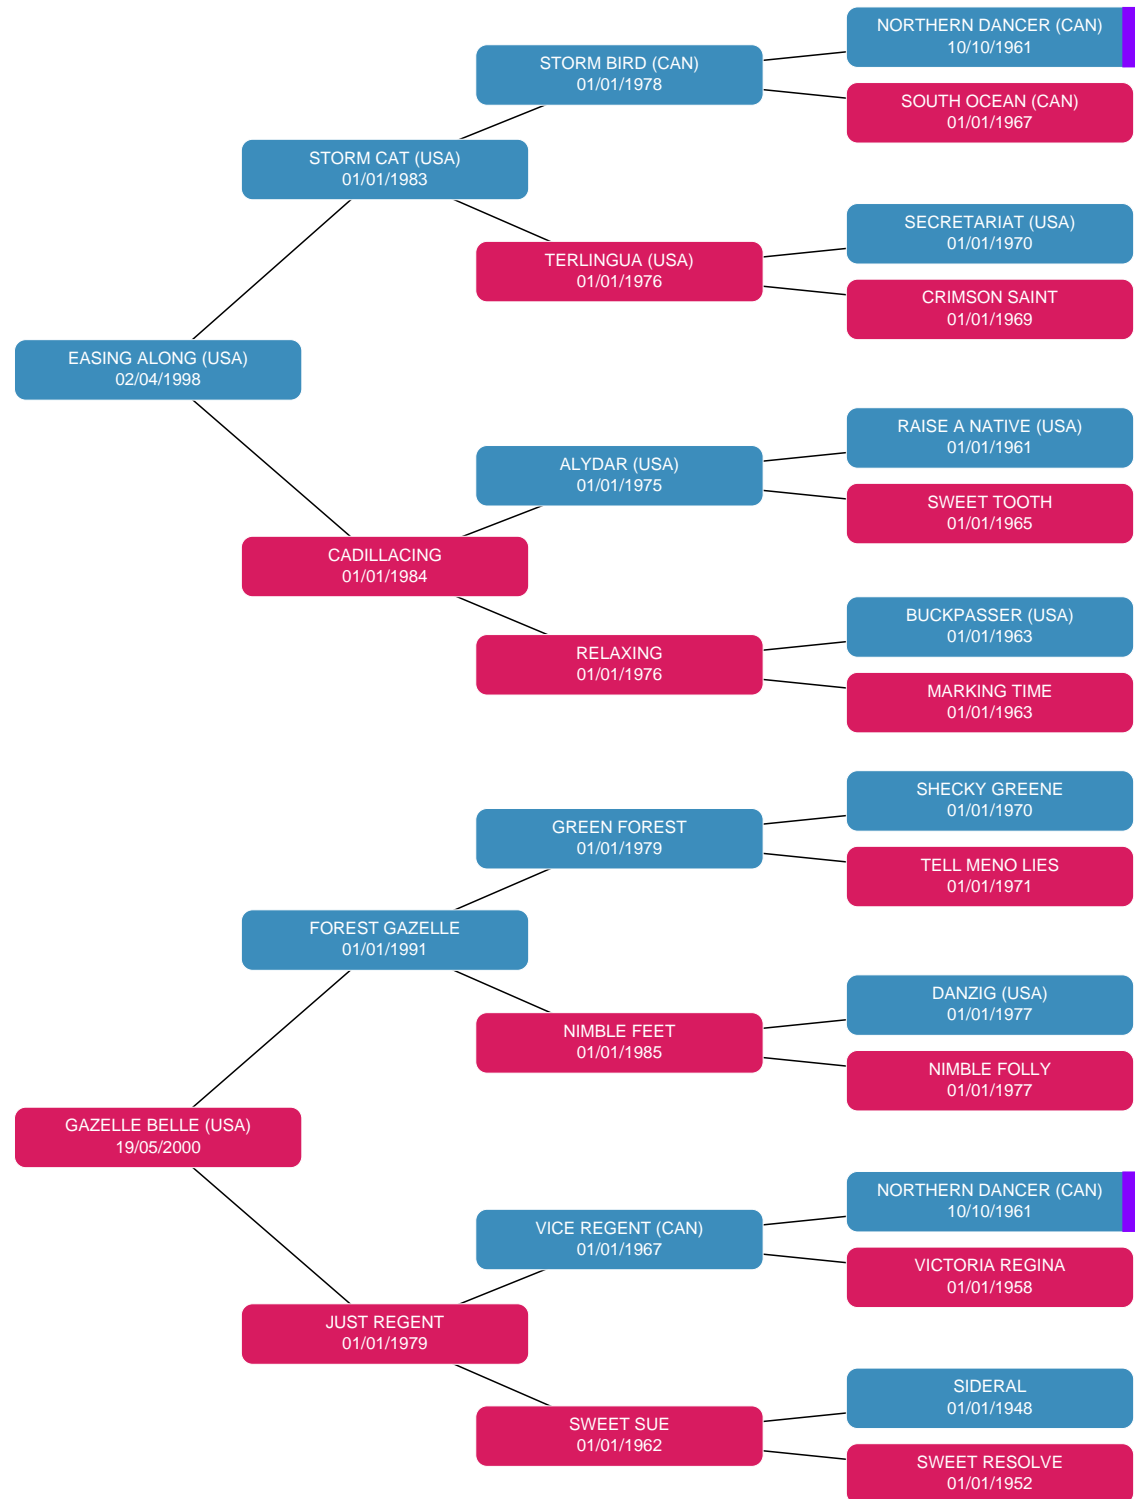 NORTHERN DANCER (CAN)
10/10/1961
STORM BIRD (CAN)
01/01/1978
SOUTH OCEAN (CAN)
01/01/1967
STORM CAT (USA)
01/01/1983
SECRETARIAT (USA)
01/01/1970
TERLINGUA (USA)
01/01/1976
CRIMSON SAINT
01/01/1969
EASING ALONG (USA)
02/04/1998
RAISE A NATIVE (USA)
01/01/1961
ALYDAR (USA)
01/01/1975
SWEET TOOTH
01/01/1965
CADILLACING
01/01/1984
BUCKPASSER (USA)
01/01/1963
RELAXING
01/01/1976
MARKING TIME
01/01/1963
SHECKY GREENE
01/01/1970
GREEN FOREST
01/01/1979
TELL MENO LIES
01/01/1971
FOREST GAZELLE
01/01/1991
DANZIG (USA)
01/01/1977
NIMBLE FEET
01/01/1985
NIMBLE FOLLY
01/01/1977
GAZELLE BELLE (USA)
19/05/2000
NORTHERN DANCER (CAN)
10/10/1961
VICE REGENT (CAN)
01/01/1967
VICTORIA REGINA
01/01/1958
JUST REGENT
01/01/1979
SIDERAL
01/01/1948
SWEET SUE
01/01/1962
SWEET RESOLVE
01/01/1952